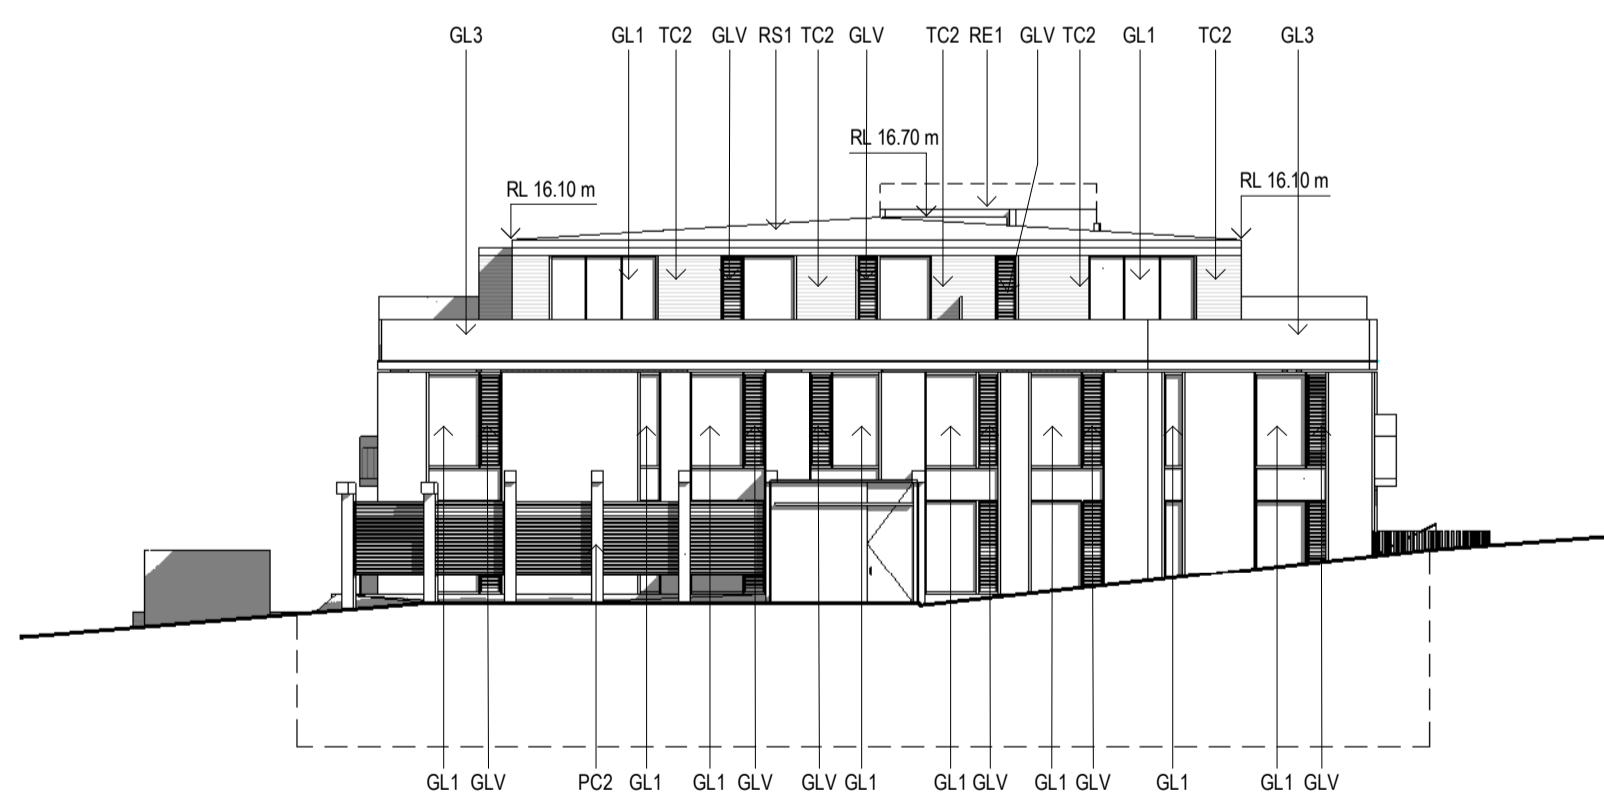 GL3 GL1 TC2 GLV RS1 TC2 GLV TC2 RE1 GLV TC2 GL1 TC2 GL3
RL 16.70 m
RL 16.10 m
RL 16.10 m
GL1 GLV PC2 GL1 GL1 GLV GLV GL1 GL1 GLV GL1 GLV GL1 GL1 GLV